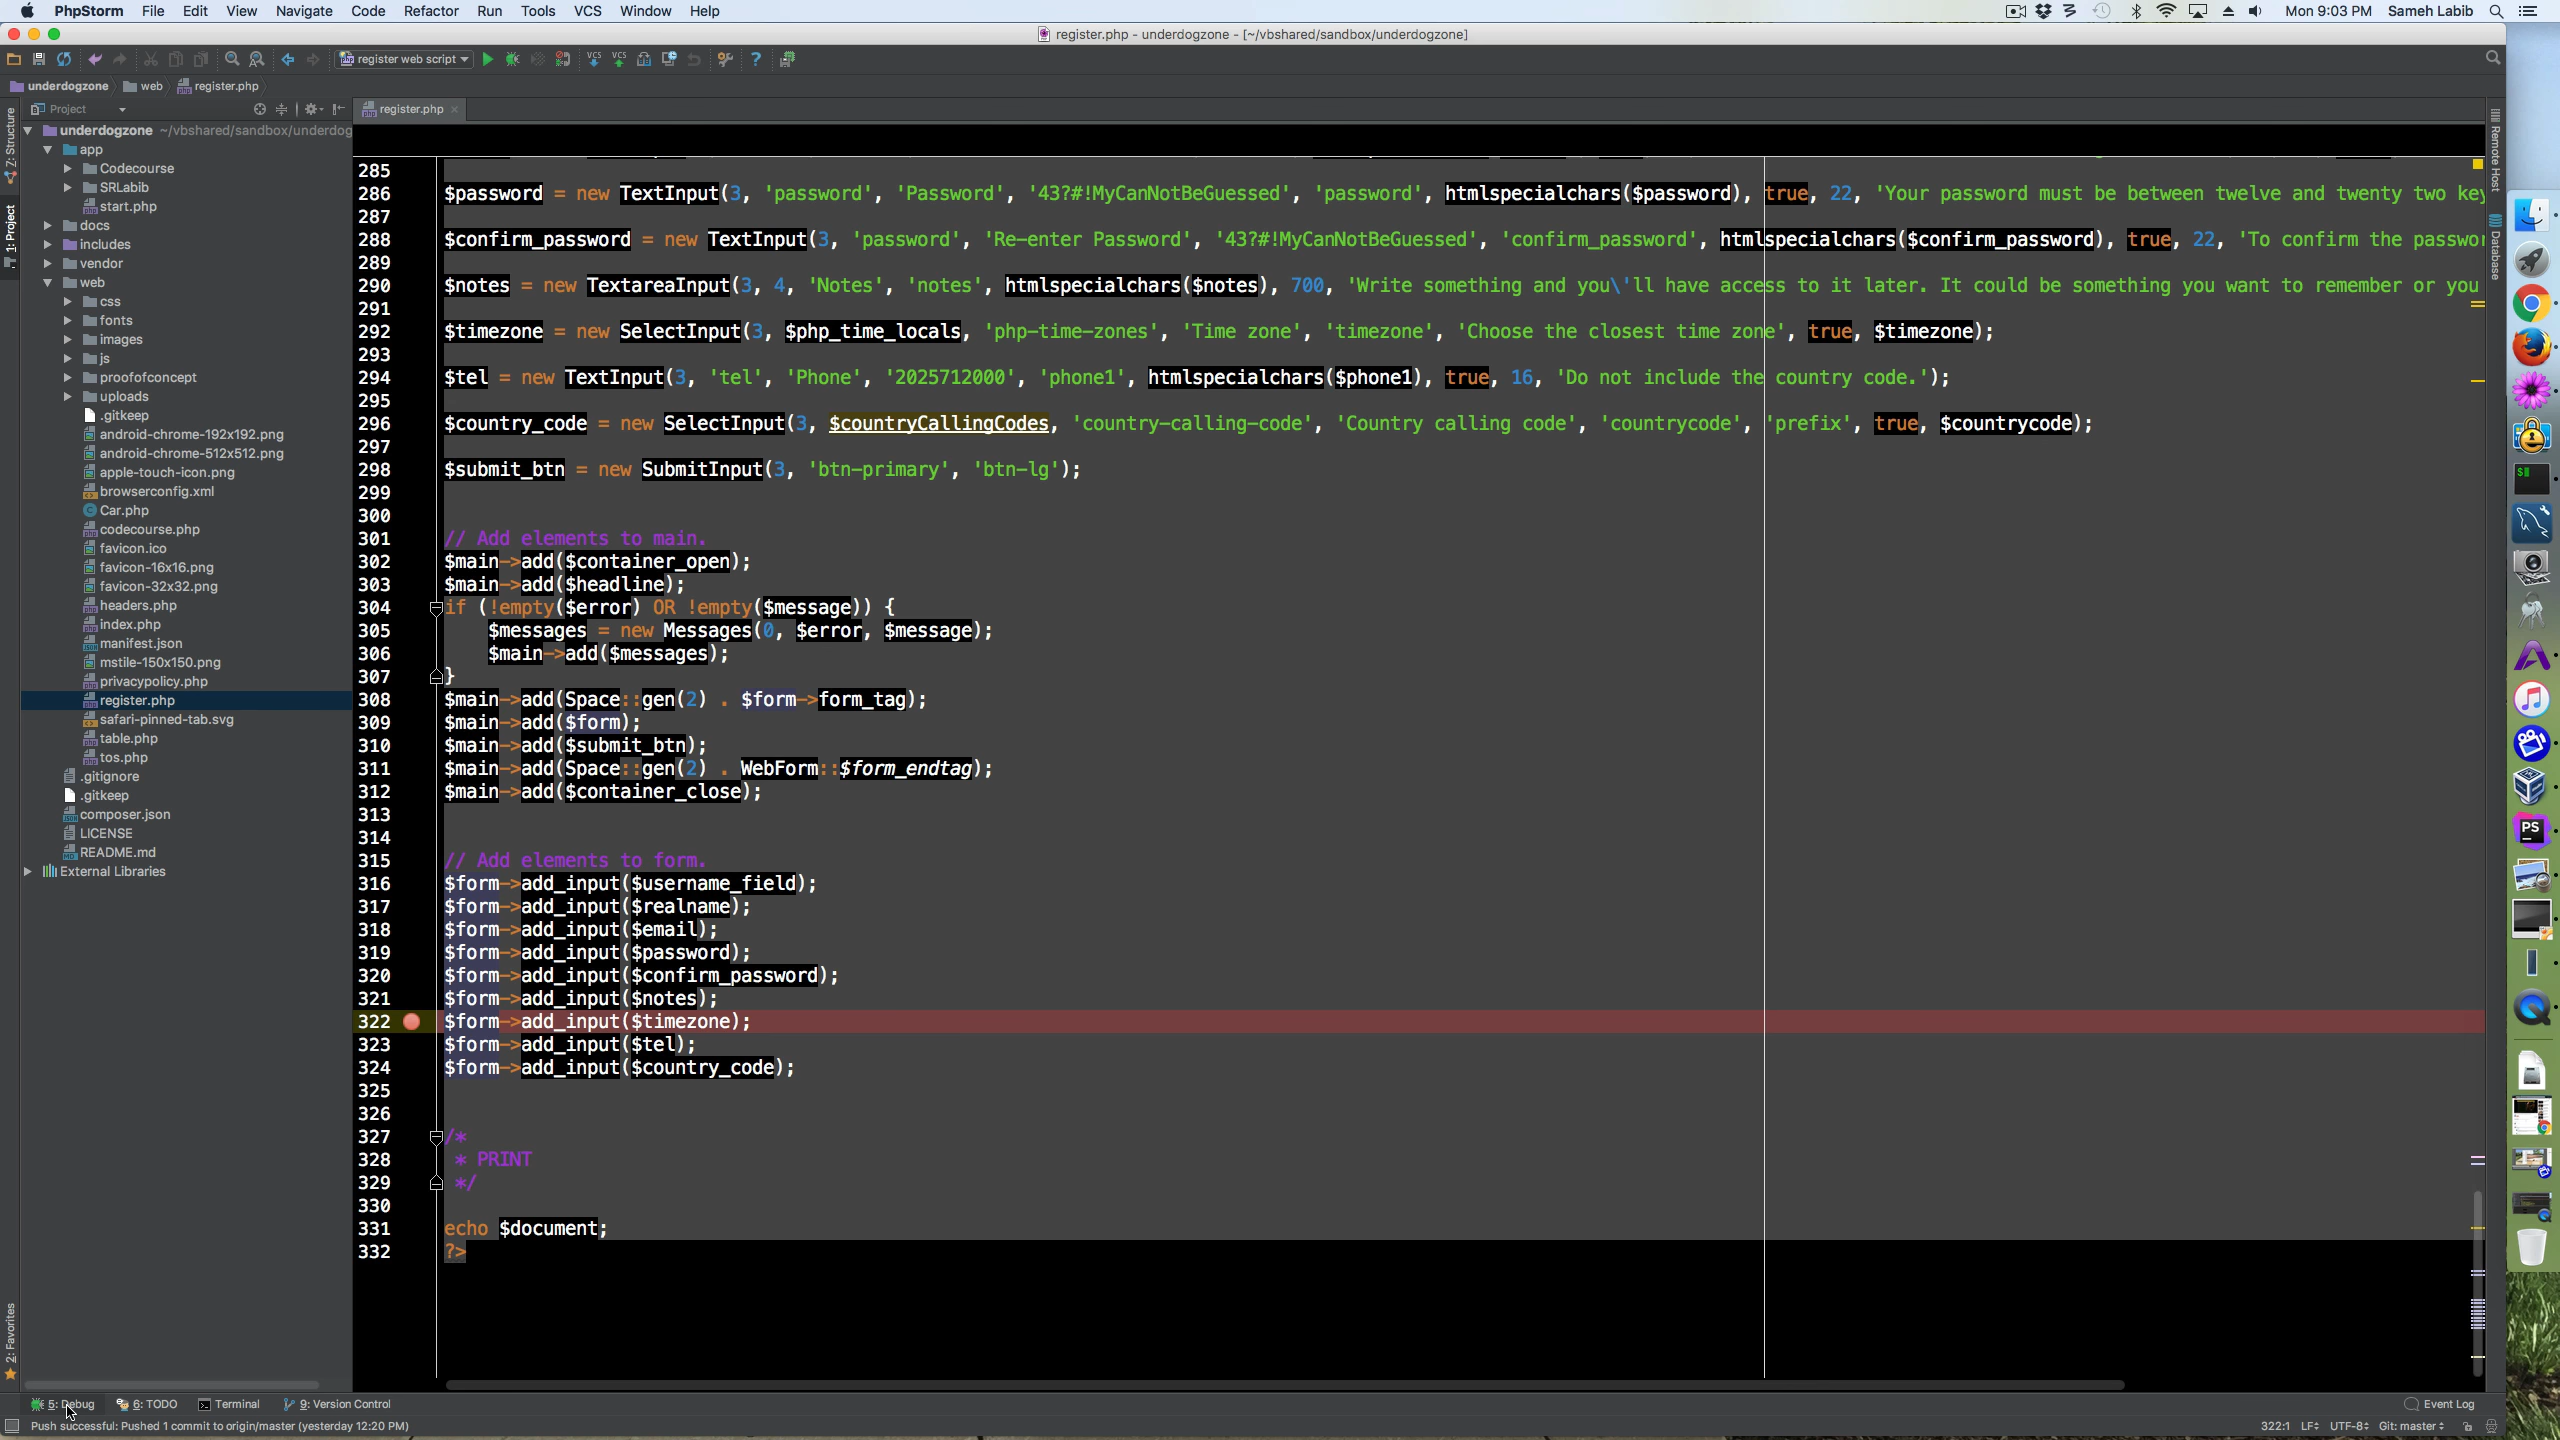 PhpStorm File Edit View Navigate Code Refactor Run Tools VCS Window Help Mon 9:03 PM Sameh Labib
register.php - underdogzone - [~/vbshared/sandbox/underdogzone]
register web script
underdogzone web register.php
Project
register.php
underdogzone ~/vbshared/sandbox/underdog
app
Codecourse
SRLabib
start.php
docs
includes
vendor
web
css
fonts
images
js
proofofconcept
uploads
.gitkeep
android-chrome-192x192.png
android-chrome-512x512.png
apple-touch-icon.png
browserconfig.xml
Car.php
codecourse.php
favicon.ico
favicon-16x16.png
favicon-32x32.png
headers.php
index.php
manifest.json
mstile-150x150.png
privacypolicy.php
register.php
safari-pinned-tab.svg
table.php
tos.php
.gitignore
.gitkeep
composer.json
LICENSE
README.md
External Libraries
Z: Structure
1: Project
2: Favorites
Remote Host
Database
285
286 $password = new TextInput(3, 'password', 'Password', '43?#!MyCanNotBeGuessed', 'password', htmlspecialchars($password), true, 22, 'Your password must be between twelve and twenty two key
287
288 $confirm_password = new TextInput(3, 'password', 'Re-enter Password', '43?#!MyCanNotBeGuessed', 'confirm_password', htmlspecialchars($confirm_password), true, 22, 'To confirm the passwor
289
290 $notes = new TextareaInput(3, 4, 'Notes', 'notes', htmlspecialchars($notes), 700, 'Write something and you\'ll have access to it later. It could be something you want to remember or you
291
292 $timezone = new SelectInput(3, $php_time_locals, 'php-time-zones', 'Time zone', 'timezone', 'Choose the closest time zone', true, $timezone);
293
294 $tel = new TextInput(3, 'tel', 'Phone', '2025712000', 'phone1', htmlspecialchars($phone1), true, 16, 'Do not include the country code.');
295
296 $country_code = new SelectInput(3, $countryCallingCodes, 'country-calling-code', 'Country calling code', 'countrycode', 'prefix', true, $countrycode);
297
298 $submit_btn = new SubmitInput(3, 'btn-primary', 'btn-lg');
299
300
301 // Add elements to main.
302 $main->add($container_open);
303 $main->add($headline);
304 if (!empty($error) OR !empty($message)) {
305 $messages = new Messages(0, $error, $message);
306 $main->add($messages);
307 }
308 $main->add(Space::gen(2) . $form->form_tag);
309 $main->add($form);
310 $main->add($submit_btn);
311 $main->add(Space::gen(2) . WebForm::$form_endtag);
312 $main->add($container_close);
313
314
315 // Add elements to form.
316 $form->add_input($username_field);
317 $form->add_input($realname);
318 $form->add_input($email);
319 $form->add_input($password);
320 $form->add_input($confirm_password);
321 $form->add_input($notes);
322 $form->add_input($timezone);
323 $form->add_input($tel);
324 $form->add_input($country_code);
325
326
327 /*
328 * PRINT
329 */
330
331 echo $document;
332 ?>
5: Debug 6: TODO Terminal 9: Version Control Event Log
Push successful: Pushed 1 commit to origin/master (yesterday 12:20 PM) 322:1 LF UTF-8 Git: master